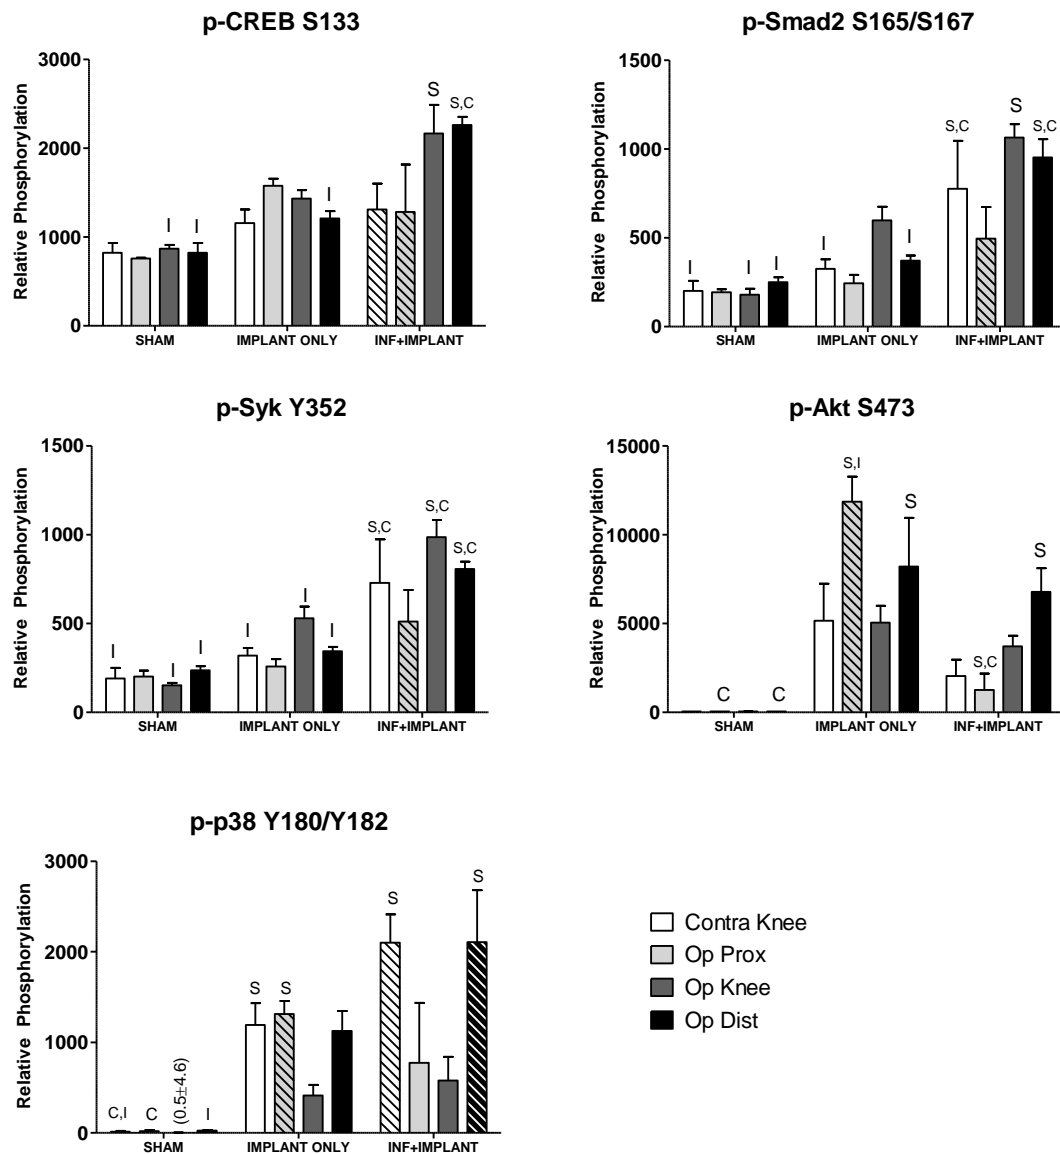 p-CREB S133
Relative Phosphorylation
3000
2000
1000
0
I
I
I
S
S,C
SHAM
IMPLANT ONLY
INF+IMPLANT
p-Smad2 S165/S167
Relative Phosphorylation
1500
1000
500
0
I
I
I
I
I
S,C
S
S,C
SHAM
IMPLANT ONLY
INF+IMPLANT
p-Syk Y352
Relative Phosphorylation
1500
1000
500
0
I
I
I
I
I
I
S,C
S,C
S,C
SHAM
IMPLANT ONLY
INF+IMPLANT
p-Akt S473
Relative Phosphorylation
15000
10000
5000
0
C
C
S,I
S
S,C
S
SHAM
IMPLANT ONLY
INF+IMPLANT
p-p38 Y180/Y182
Relative Phosphorylation
3000
2000
1000
0
C,I
C
(0.5±4.6)
I
S
S
S
S
SHAM
IMPLANT ONLY
INF+IMPLANT
Contra Knee
Op Prox
Op Knee
Op Dist